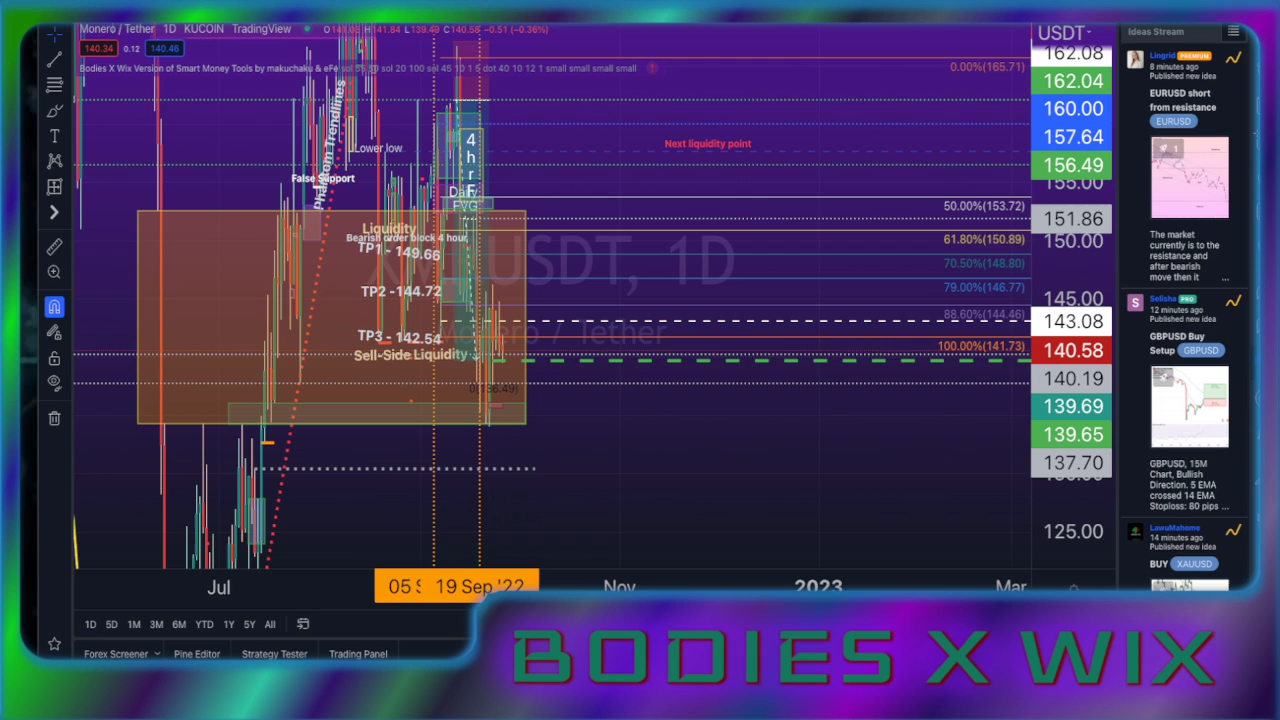 Monero / Tether 1D KUCOIN TradingView
140.34 0.12 140.46
Bodies X Wix Version of Smart Money Tools by makuchaku & eFe
USDT
162.08
162.04
160.00
157.64
156.49
155.00
151.86
150.00
145.00
143.08
140.58
140.19
139.69
139.65
137.70
125.00
0.00%(165.71)
Next liquidity point
50.00%(153.72)
61.80%(150.89)
70.50%(148.80)
79.00%(146.77)
88.60%(144.46)
100.00%(141.73)
Lower low
False Support
Trendlines
4
h
r
F
FVG
Liquidity
Bearish order block 4 hour
TP1 - 149.66
TP2 - 144.72
TP3 - 142.54
Sell-Side Liquidity
Monero / Tether
Jul
05 S
19 Sep '22
Nov
2023
Mar
1D 5D 1M 3M 6M YTD 1Y 5Y All
Forex Screener Pine Editor Strategy Tester Trading Panel
Ideas Stream
Lingrid PREMIUM
8 minutes ago
Published new idea
EURUSD short
from resistance
EURUSD
1
The market
currently is to the
resistance and
after bearish
move then it ...
S
Selisha PRO
12 minutes ago
Published new idea
GBPUSD Buy
Setup GBPUSD
GBPUSD, 15M
Chart, Bullish
Direction. 5 EMA
crossed 14 EMA
Stoploss: 80 pips ...
LawuMahome
14 minutes ago
Published new idea
BUY XAUUSD
BODIES X WIX